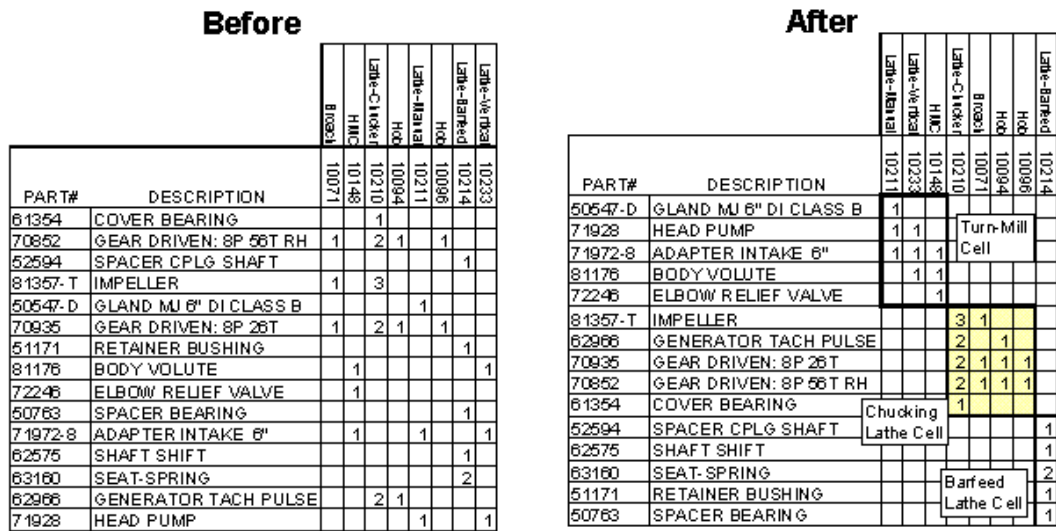 Before
Broach HMC Lathe-Chucker Hob Lathe-Manual Hob Lathe-Barfeed Lathe-Vertical
PART# DESCRIPTION 10071 10148 10210 10094 10211 10096 10214 10233
61354 COVER BEARING 1
70852 GEAR DRIVEN: 8P 56T RH 1 2 1 1
52594 SPACER CPLG SHAFT 1
81357-T IMPELLER 1 3
50547-D GLAND MJ 6" DI CLASS B 1
70935 GEAR DRIVEN: 8P 26T 1 2 1 1
51171 RETAINER BUSHING 1
81176 BODY VOLUTE 1 1
72246 ELBOW RELIEF VALVE 1
50763 SPACER BEARING 1
71972-8 ADAPTER INTAKE 6" 1 1 1
62575 SHAFT SHIFT 1
63160 SEAT-SPRING 2
62966 GENERATOR TACH PULSE 2 1
71928 HEAD PUMP 1 1
After
Lathe-Manual Lathe-Vertical HMC Lathe-Chucker Broach Hob Hob Lathe-Barfeed
PART# DESCRIPTION 10211 10233 10148 10210 10071 10094 10096 10214
50547-D GLAND MJ 6" DI CLASS B 1
71928 HEAD PUMP 1 1
71972-8 ADAPTER INTAKE 6" 1 1 1
81176 BODY VOLUTE 1 1
72246 ELBOW RELIEF VALVE 1
Turn-Mill
Cell
81357-T IMPELLER 3 1
62966 GENERATOR TACH PULSE 2 1
70935 GEAR DRIVEN: 8P 26T 2 1 1 1
70852 GEAR DRIVEN: 8P 56T RH 2 1 1 1
61354 COVER BEARING 1
Chucking
Lathe Cell
52594 SPACER CPLG SHAFT 1
62575 SHAFT SHIFT 1
63160 SEAT-SPRING 2
51171 RETAINER BUSHING 1
50763 SPACER BEARING 1
Barfeed
Lathe Cell